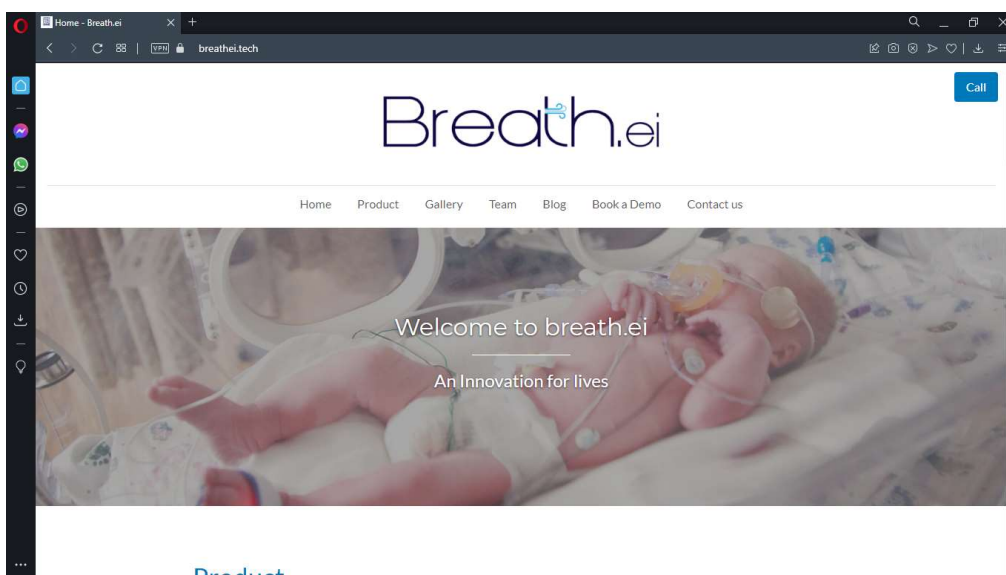 Home - Breath.ei
VPN
breathei.tech
Call
Breath.ei
Home Product Gallery Team Blog Book a Demo Contact us
Welcome to breath.ei
An Innovation for lives
Product